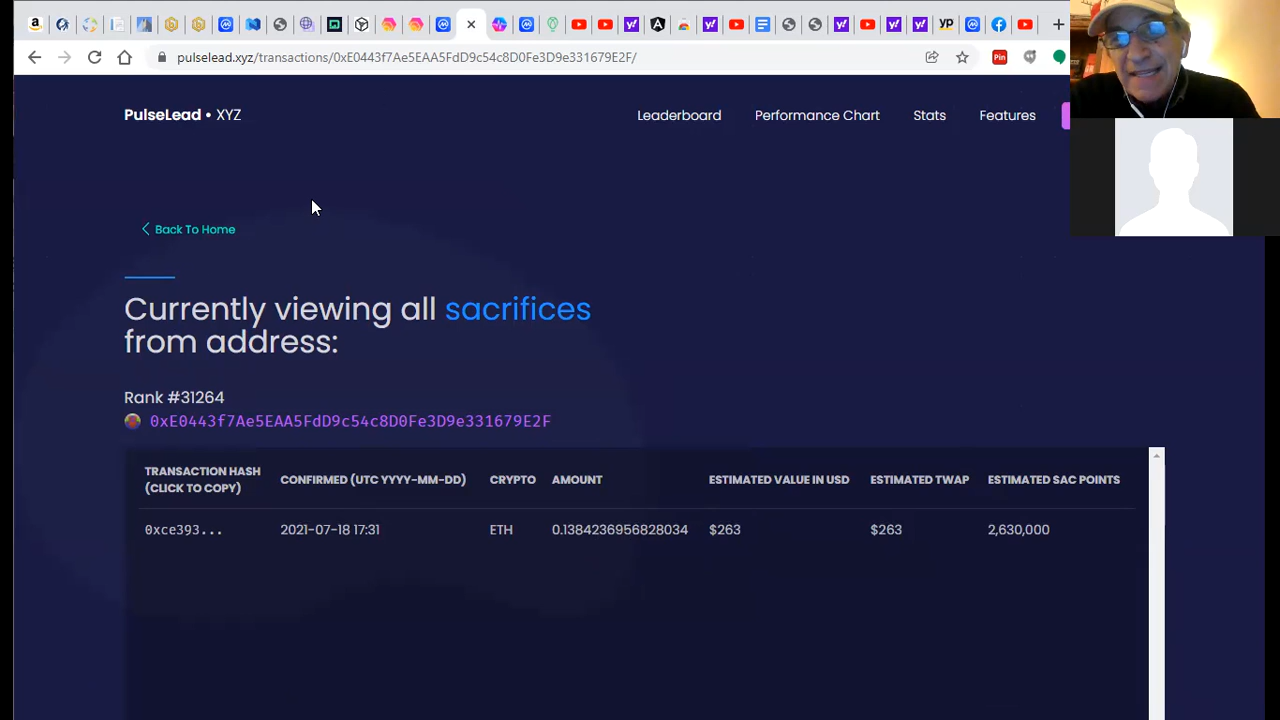 pulselead.xyz/transactions/0xE0443f7Ae5EAA5FdD9c54c8D0Fe3D9e331679E2F/
Pin
PulseLead • XYZ
Leaderboard
Performance Chart
Stats
Features
Back To Home
Currently viewing all sacrifices
from address:
Rank #31264
0xE0443f7Ae5EAA5FdD9c54c8D0Fe3D9e331679E2F
TRANSACTION HASH
(CLICK TO COPY)
CONFIRMED (UTC YYYY-MM-DD)
CRYPTO
AMOUNT
ESTIMATED VALUE IN USD
ESTIMATED TWAP
ESTIMATED SAC POINTS
0xce393...
2021-07-18 17:31
ETH
0.1384236956828034
$263
$263
2,630,000